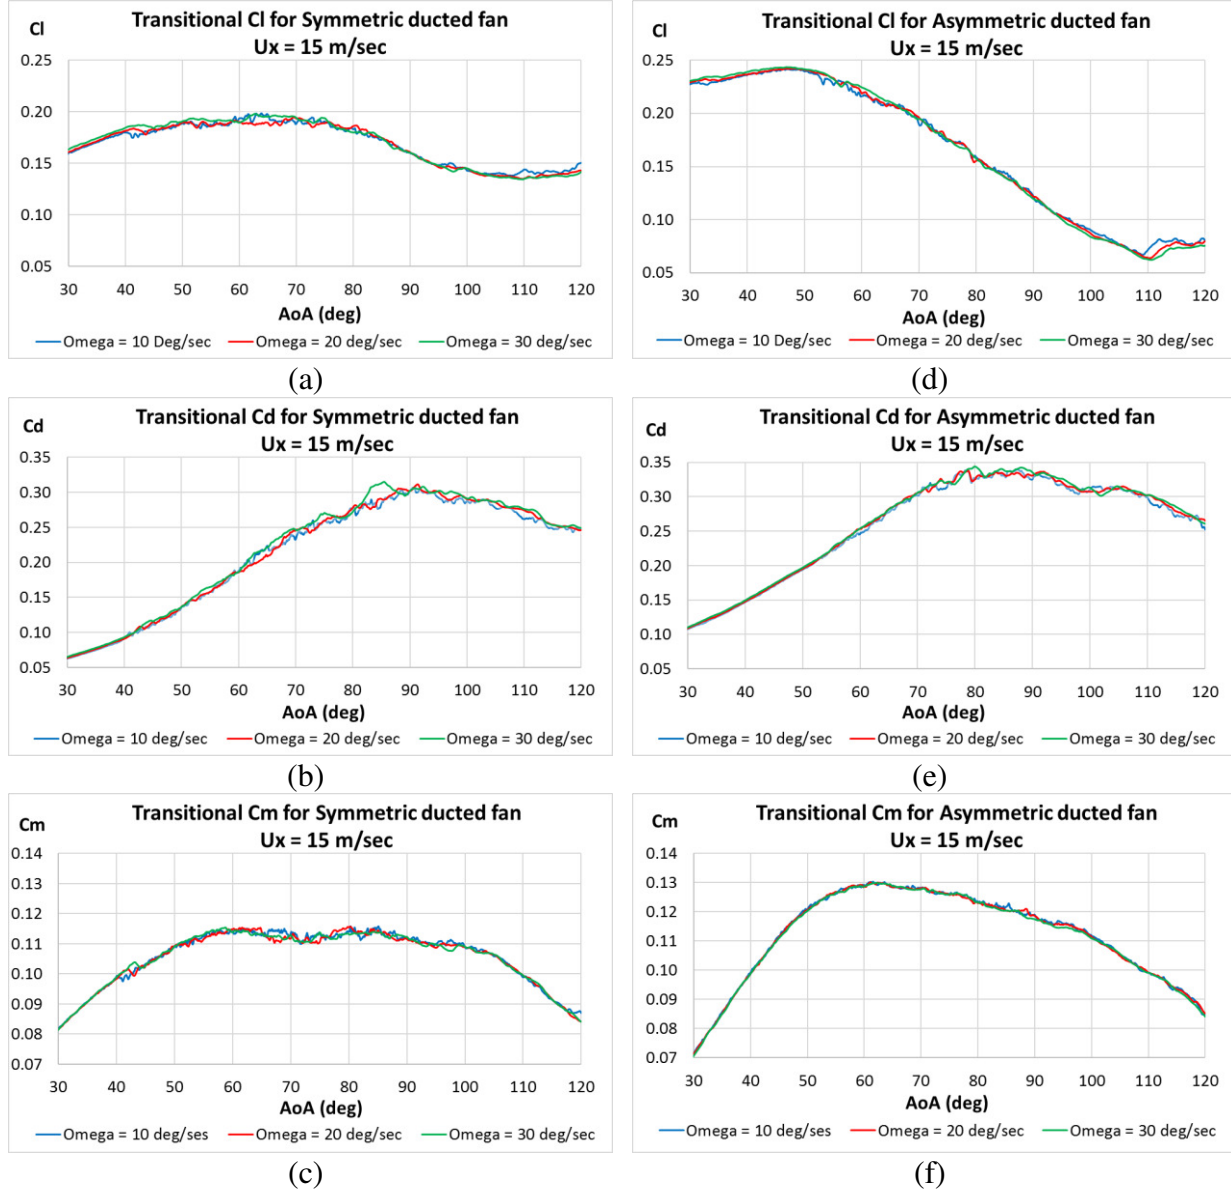 Transitional Cl for Symmetric ducted fan
Cl
Ux = 15 m/sec
0.25
0.20
0.15
0.10
0.05
30 40 50 60 70 80 90 100 110 120
AoA (deg)
Omega = 10 Deg/sec Omega = 20 deg/sec Omega = 30 deg/sec
(a)
Transitional Cl for Asymmetric ducted fan
Cl
Ux = 15 m/sec
0.25
0.20
0.15
0.10
0.05
30 40 50 60 70 80 90 100 110 120
AoA (deg)
Omega = 10 Deg/sec Omega = 20 deg/sec Omega = 30 deg/sec
(d)
Transitional Cd for Symmetric ducted fan
Cd
Ux = 15 m/sec
0.35
0.30
0.25
0.20
0.15
0.10
0.05
30 40 50 60 70 80 90 100 110 120
AoA (deg)
Omega = 10 deg/sec Omega = 20 deg/sec Omega = 30 deg/sec
(b)
Transitional Cd for Asymmetric ducted fan
Cd
Ux = 15 m/sec
0.35
0.30
0.25
0.20
0.15
0.10
0.05
30 40 50 60 70 80 90 100 110 120
AoA (deg)
Omega = 10 deg/sec Omega = 20 deg/sec Omega = 30 deg/sec
(e)
Transitional Cm for Symmetric ducted fan
Cm
Ux = 15 m/sec
0.14
0.13
0.12
0.11
0.10
0.09
0.08
0.07
30 40 50 60 70 80 90 100 110 120
AoA (deg)
Omega = 10 deg/ses Omega = 20 deg/sec Omega = 30 deg/sec
(c)
Transitional Cm for Asymmetric ducted fan
Cm
Ux = 15 m/sec
0.14
0.13
0.12
0.11
0.10
0.09
0.08
0.07
30 40 50 60 70 80 90 100 110 120
AoA (deg)
Omega = 10 deg/ses Omega = 20 deg/sec Omega = 30 deg/sec
(f)